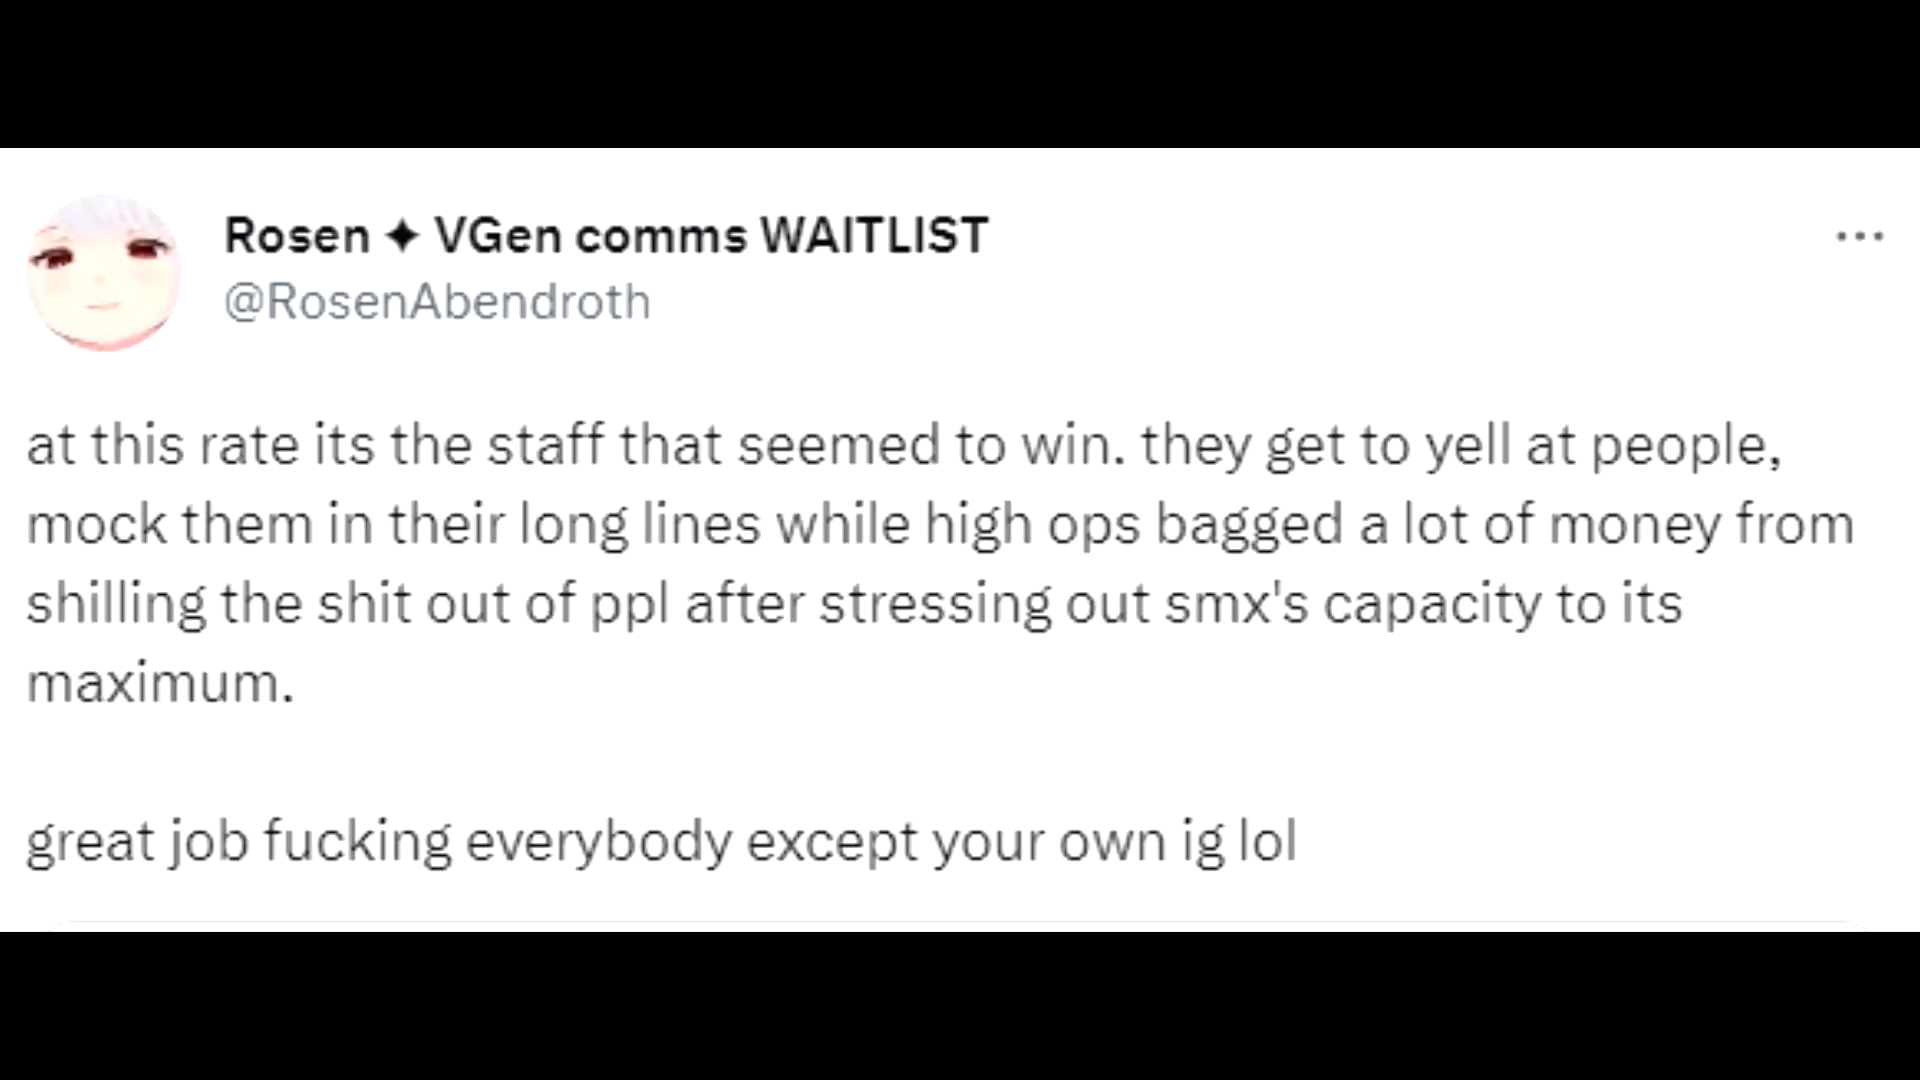 Rosen ✦ VGen comms WAITLIST
@RosenAbendroth
at this rate its the staff that seemed to win. they get to yell at people,
mock them in their long lines while high ops bagged a lot of money from
shilling the shit out of ppl after stressing out smx's capacity to its
maximum.
great job fucking everybody except your own ig lol